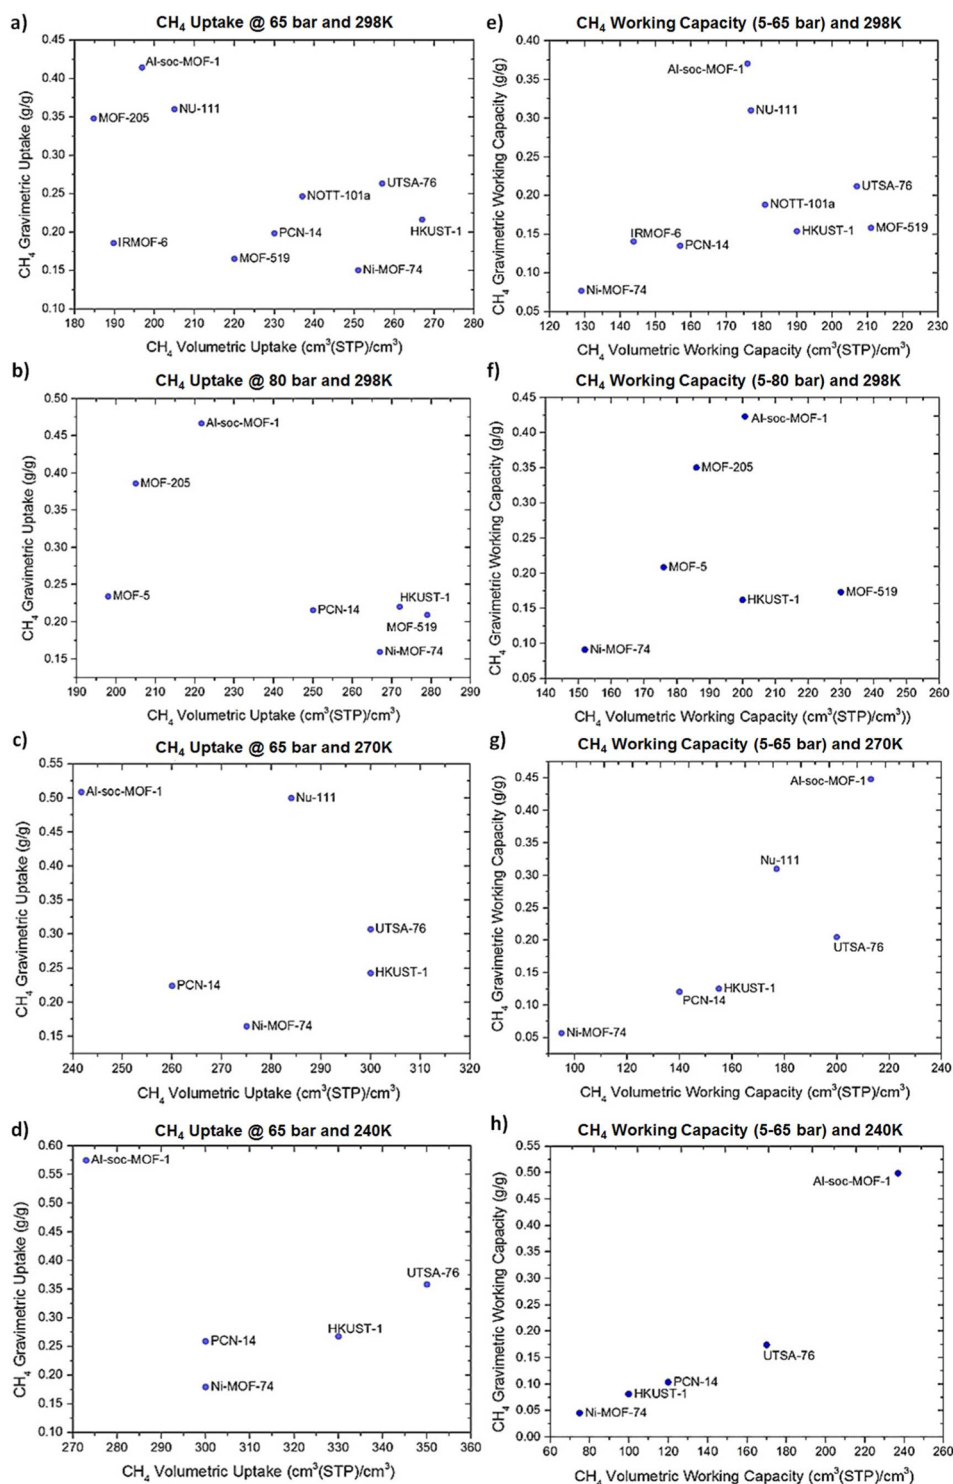 a)
CH₄ Uptake @ 65 bar and 298K
CH₄ Gravimetric Uptake (g/g)
0.40
0.35
0.30
0.25
0.20
0.15
0.10
Al-soc-MOF-1
MOF-205
NU-111
UTSA-76
NOTT-101a
HKUST-1
PCN-14
IRMOF-6
MOF-519
Ni-MOF-74
180 190 200 210 220 230 240 250 260 270 280
CH₄ Volumetric Uptake (cm³(STP)/cm³)
e)
CH₄ Working Capacity (5-65 bar) and 298K
CH₄ Gravimetric Working Capacity (g/g)
0.40
0.35
0.30
0.25
0.20
0.15
0.10
0.05
Al-soc-MOF-1
NU-111
UTSA-76
NOTT-101a
MOF-519
HKUST-1
IRMOF-6
PCN-14
Ni-MOF-74
120 130 140 150 160 170 180 190 200 210 220 230
CH₄ Volumetric Working Capacity (cm³(STP)/cm³)
b)
CH₄ Uptake @ 80 bar and 298K
CH₄ Gravimetric Uptake (g/g)
0.50
0.45
0.40
0.35
0.30
0.25
0.20
0.15
Al-soc-MOF-1
MOF-205
MOF-5
HKUST-1
PCN-14
MOF-519
Ni-MOF-74
190 200 210 220 230 240 250 260 270 280 290
CH₄ Volumetric Uptake (cm³(STP)/cm³)
f)
CH₄ Working Capacity (5-80 bar) and 298K
CH₄ Gravimetric Working Capacity (g/g)
0.45
0.40
0.35
0.30
0.25
0.20
0.15
0.10
0.05
Al-soc-MOF-1
MOF-205
MOF-5
MOF-519
HKUST-1
Ni-MOF-74
140 150 160 170 180 190 200 210 220 230 240 250 260
CH₄ Volumetric Working Capacity (cm³(STP)/cm³))
c)
CH₄ Uptake @ 65 bar and 270K
CH₄ Gravimetric Uptake (g/g)
0.55
0.50
0.45
0.40
0.35
0.30
0.25
0.20
0.15
Al-soc-MOF-1
Nu-111
UTSA-76
HKUST-1
PCN-14
Ni-MOF-74
240 250 260 270 280 290 300 310 320
CH₄ Volumetric Uptake (cm³(STP)/cm³)
g)
CH₄ Working Capacity (5-65 bar) and 270K
CH₄ Gravimetric Working Capacity (g/g)
0.45
0.40
0.35
0.30
0.25
0.20
0.15
0.10
0.05
Al-soc-MOF-1
Nu-111
UTSA-76
HKUST-1
PCN-14
Ni-MOF-74
100 120 140 160 180 200 220 240
CH₄ Volumetric Working Capacity (cm³(STP)/cm³)
d)
CH₄ Uptake @ 65 bar and 240K
CH₄ Gravimetric Uptake (g/g)
0.60
0.55
0.50
0.45
0.40
0.35
0.30
0.25
0.20
0.15
0.10
Al-soc-MOF-1
UTSA-76
HKUST-1
PCN-14
Ni-MOF-74
270 280 290 300 310 320 330 340 350 360
CH₄ Volumetric Uptake (cm³(STP)/cm³)
h)
CH₄ Working Capacity (5-65 bar) and 240K
CH₄ Gravimetric Working Capacity (g/g)
0.55
0.50
0.45
0.40
0.35
0.30
0.25
0.20
0.15
0.10
0.05
0.00
Al-soc-MOF-1
UTSA-76
PCN-14
HKUST-1
Ni-MOF-74
60 80 100 120 140 160 180 200 220 240 260
CH₄ Volumetric Working Capacity (cm³(STP)/cm³)